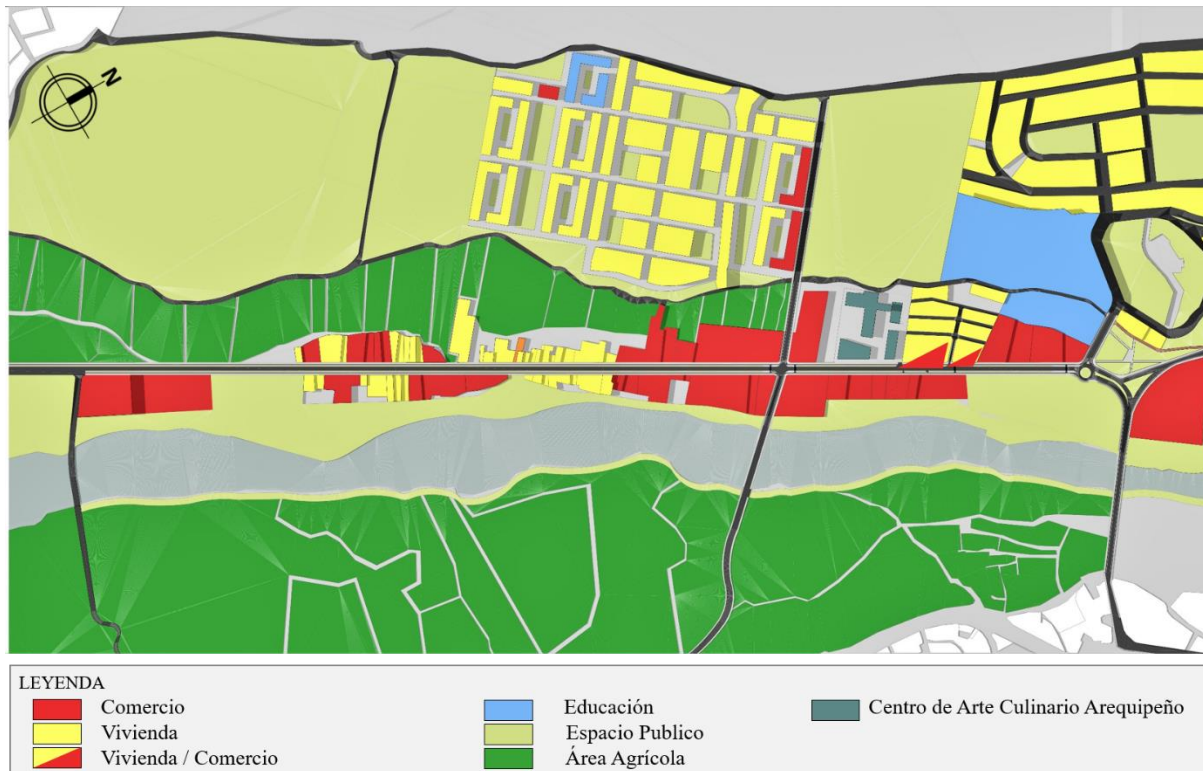 N
LEYENDA
Comercio
Vivienda
Vivienda / Comercio
Educación
Espacio Publico
Área Agrícola
Centro de Arte Culinario Arequipeño